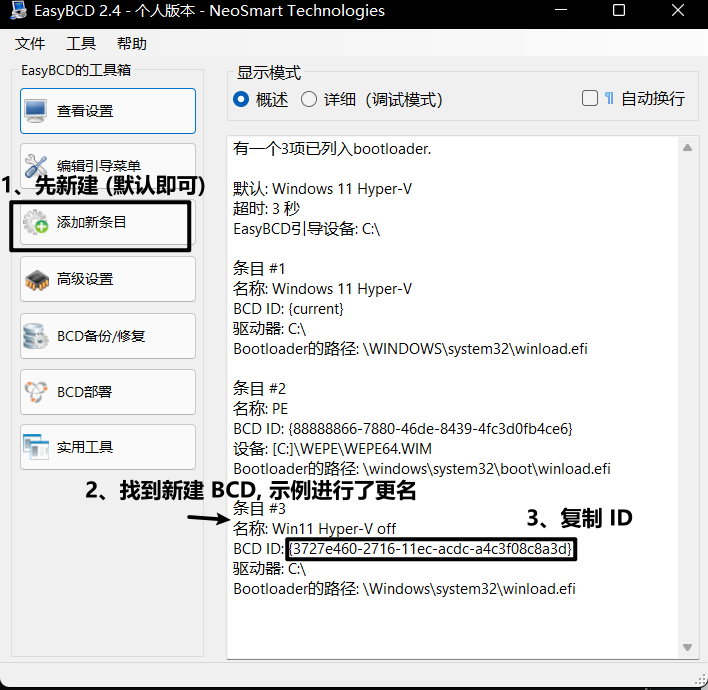 EasyBCD 2.4 - 个人版本 - NeoSmart Technologies
文件 工具 帮助
EasyBCD的工具箱
查看设置
编辑引导菜单
1、先新建 (默认即可)
添加新条目
高级设置
BCD备份/修复
BCD部署
实用工具
显示模式
概述 详细（调试模式） ¶ 自动换行
有一个3项已列入bootloader.
默认: Windows 11 Hyper-V
超时: 3 秒
EasyBCD引导设备: C:\
条目 #1
名称: Windows 11 Hyper-V
BCD ID: {current}
驱动器: C:\
Bootloader的路径: \WINDOWS\system32\winload.efi
条目 #2
名称: PE
BCD ID: {88888866-7880-46de-8439-4fc3d0fb4ce6}
设备: [C:]\WEPE\WEPE64.WIM
Bootloader的路径: \windows\system32\boot\winload.efi
2、找到新建 BCD, 示例进行了更名
条目 #3
3、复制 ID
名称: Win11 Hyper-V off
BCD ID: {3727e460-2716-11ec-acdc-a4c3f08c8a3d}
驱动器: C:\
Bootloader的路径: \Windows\system32\winload.efi